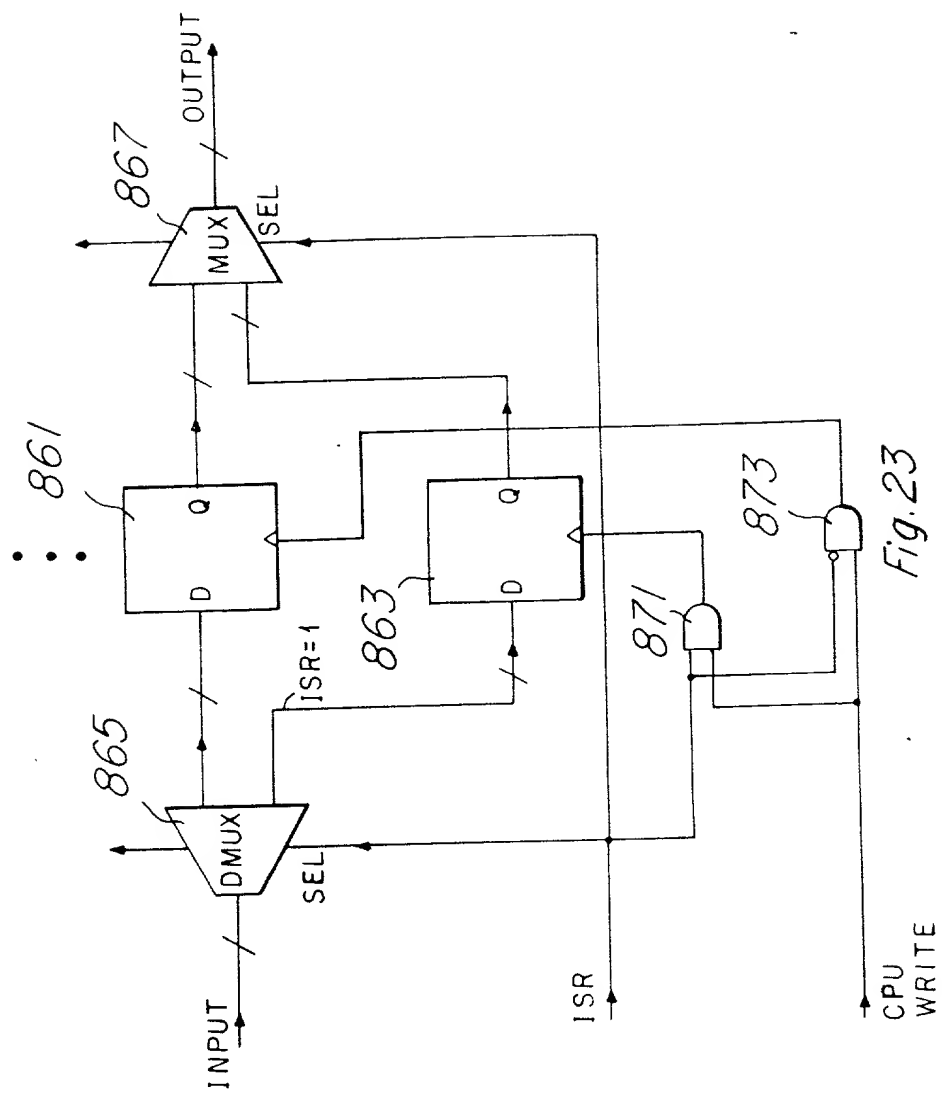 861
867
865
D
Q
DMUX
MUX
SEL
SEL
INPUT
OUTPUT
ISR=1
863
D
Q
ISR
871
873
CPU
WRITE
Fig.23